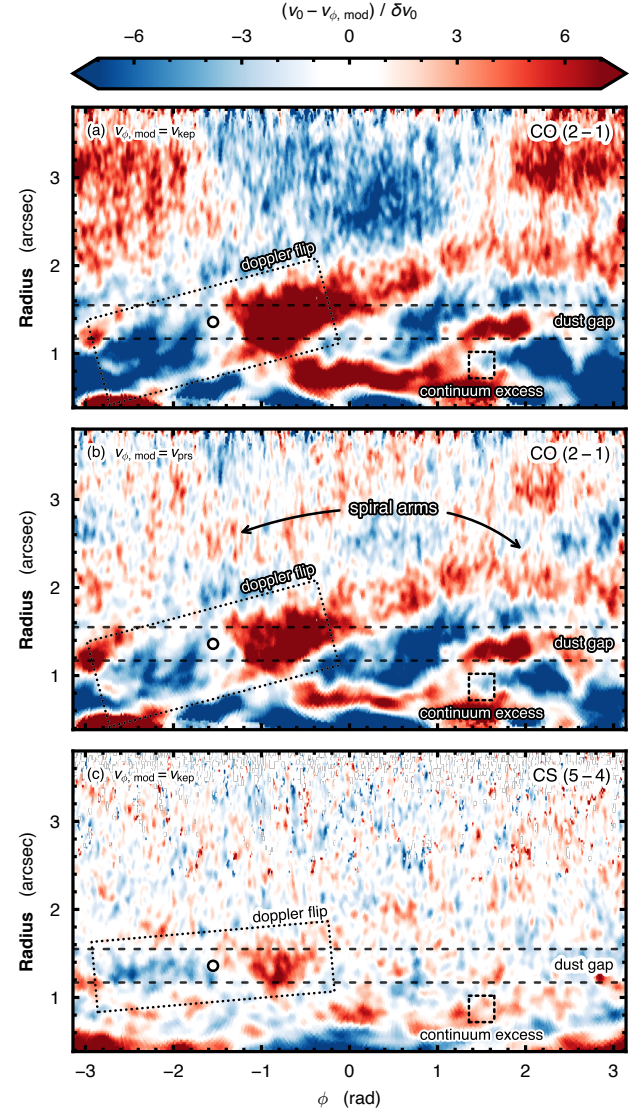 (v₀ − vϕ, mod) / δv₀
−6 −3 0 3 6
(a) vϕ, mod = vkep
CO (2 − 1)
doppler flip
dust gap
continuum excess
Radius (arcsec)
3
2
1
(b) vϕ, mod = vprs
CO (2 − 1)
spiral arms
doppler flip
dust gap
continuum excess
Radius (arcsec)
3
2
1
(c) vϕ, mod = vkep
CS (5 − 4)
doppler flip
dust gap
continuum excess
Radius (arcsec)
3
2
1
−3 −2 −1 0 1 2 3
ϕ (rad)